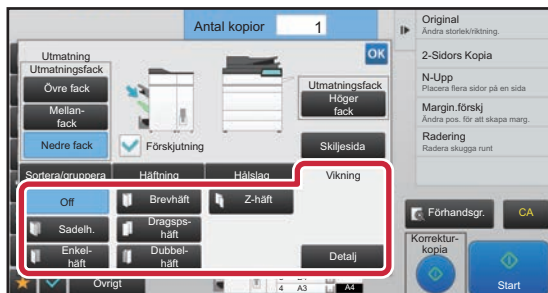 Antal kopior 1
OK
Utmatning
Utmatningsfack
Övre fack
Mellan-
fack
Nedre fack
Förskjutning
Utmatningsfack
Höger
fack
Skiljesida
Sortera/gruppera Häftning Hålslag Vikning
Off Brevhäft Z-häft
Sadelh. Dragsps-
häft
Enkel-
häft
Dubbel-
häft
Detalj
Övrigt
4 A3 A4
Original
Ändra storlek/riktning.
2-Sidors Kopia
N-Upp
Placera flera sidor på en sida
Margin.förskj
Ändra pos. för att skapa marg.
Radering
Radera skugga runt
Förhandsgr. CA
Korrektur-
kopia
Start